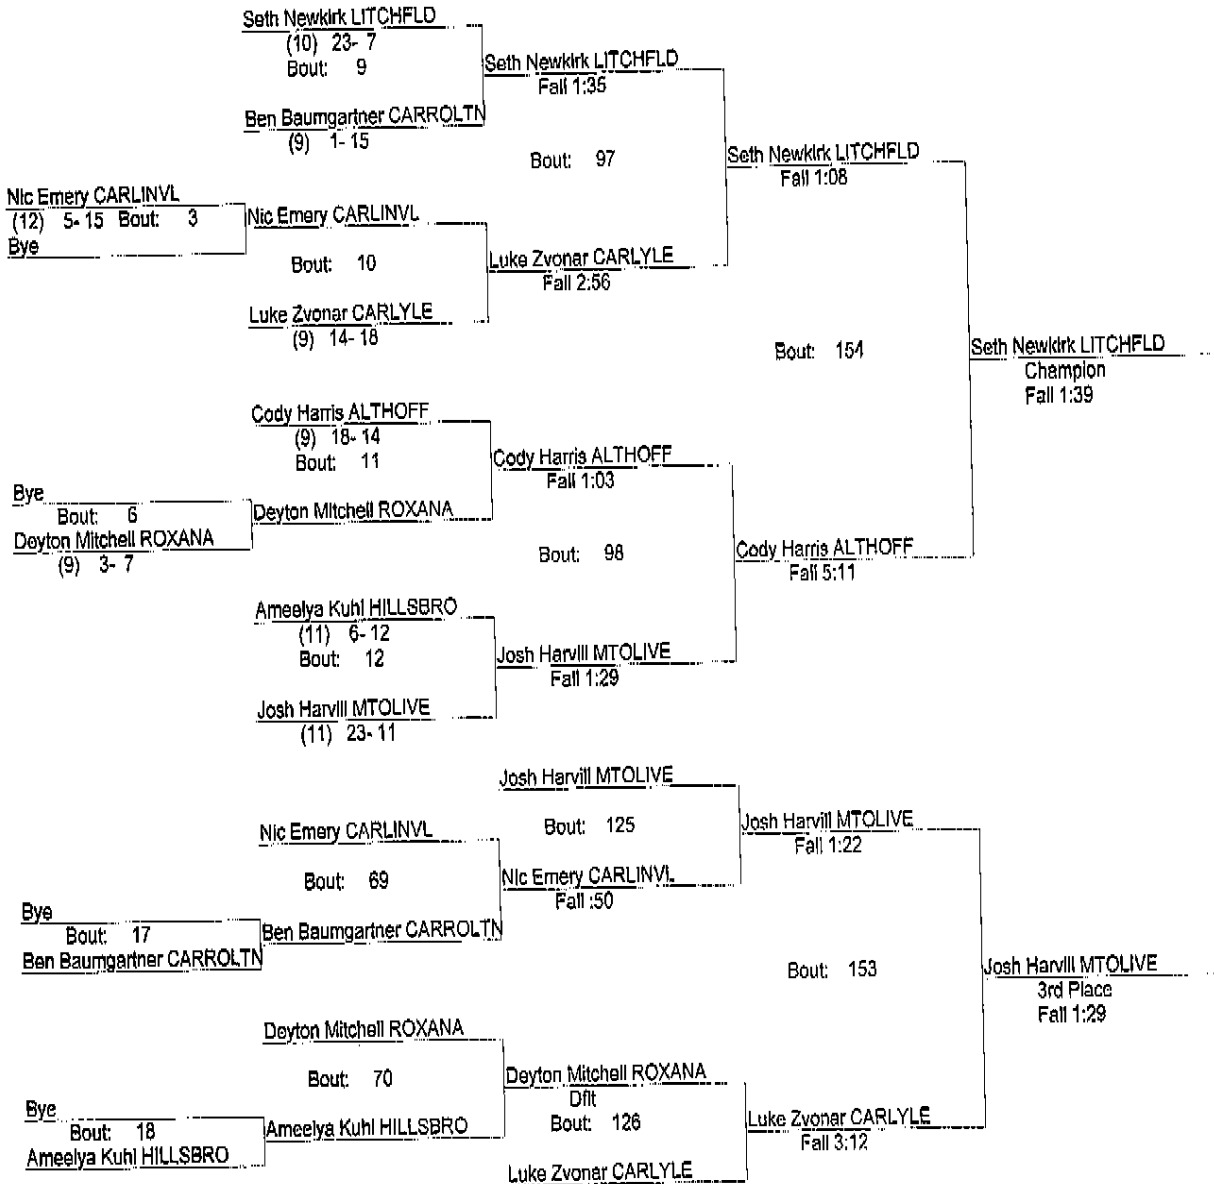 Seth Newkirk LITCHFLD
(10) 23- 7
Bout: 9
Seth Newkirk LITCHFLD
Fall 1:35
Ben Baumgartner CARROLTN
(9) 1- 15
Bout: 97
Seth Newkirk LITCHFLD
Fall 1:08
Nic Emery CARLINVL
(12) 5- 15 Bout: 3
Bye
Nic Emery CARLINVL
Bout: 10
Luke Zvonar CARLYLE
Fall 2:56
Luke Zvonar CARLYLE
(9) 14- 18
Bout: 154
Seth Newkirk LITCHFLD
Champion
Fall 1:39
Cody Harris ALTHOFF
(9) 18- 14
Bout: 11
Cody Harris ALTHOFF
Fall 1:03
Bye
Bout: 6
Deyton Mitchell ROXANA
(9) 3- 7
Deyton Mitchell ROXANA
Bout: 98
Cody Harris ALTHOFF
Fall 5:11
Ameelya Kuhl HILLSBRO
(11) 6- 12
Bout: 12
Josh Harvill MTOLIVE
Fall 1:29
Josh Harvill MTOLIVE
(11) 23- 11
Josh Harvill MTOLIVE
Bout: 125
Josh Harvill MTOLIVE
Fall 1:22
Nic Emery CARLINVL
Bout: 69
Nic Emery CARLINVL
Fall :50
Bye
Bout: 17
Ben Baumgartner CARROLTN
Ben Baumgartner CARROLTN
Bout: 153
Josh Harvill MTOLIVE
3rd Place
Fall 1:29
Deyton Mitchell ROXANA
Bout: 70
Deyton Mitchell ROXANA
Dflt
Bout: 126
Bye
Bout: 18
Ameelya Kuhl HILLSBRO
Ameelya Kuhl HILLSBRO
Luke Zvonar CARLYLE
Fall 3:12
Luke Zvonar CARLYLE